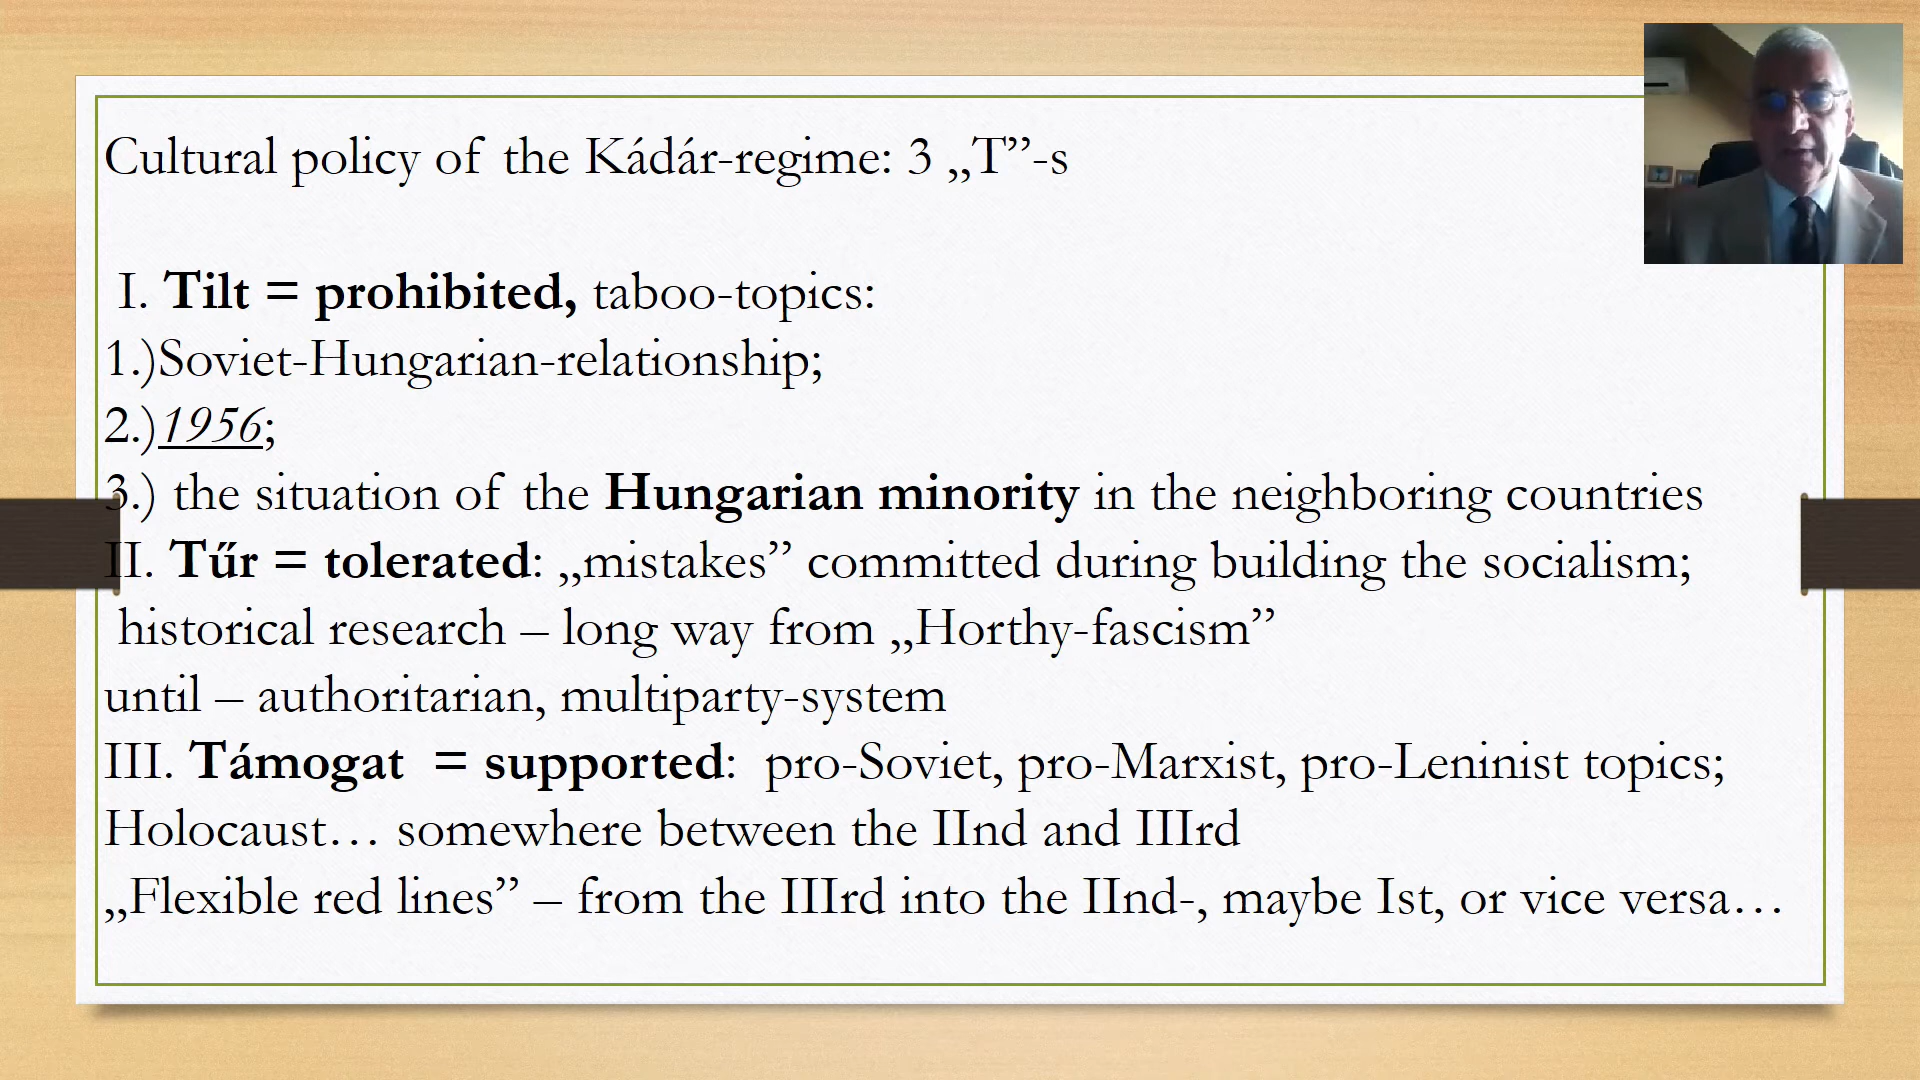 Cultural policy of the Kádár-regime: 3 „T”-s
I. Tilt = prohibited, taboo-topics:
1.)Soviet-Hungarian-relationship;
2.)1956;
3.) the situation of the Hungarian minority in the neighboring countries
II. Tűr = tolerated: „mistakes” committed during building the socialism;
historical research – long way from „Horthy-fascism”
until – authoritarian, multiparty-system
III. Támogat = supported: pro-Soviet, pro-Marxist, pro-Leninist topics;
Holocaust… somewhere between the IInd and IIIrd
„Flexible red lines” – from the IIIrd into the IInd-, maybe Ist, or vice versa…